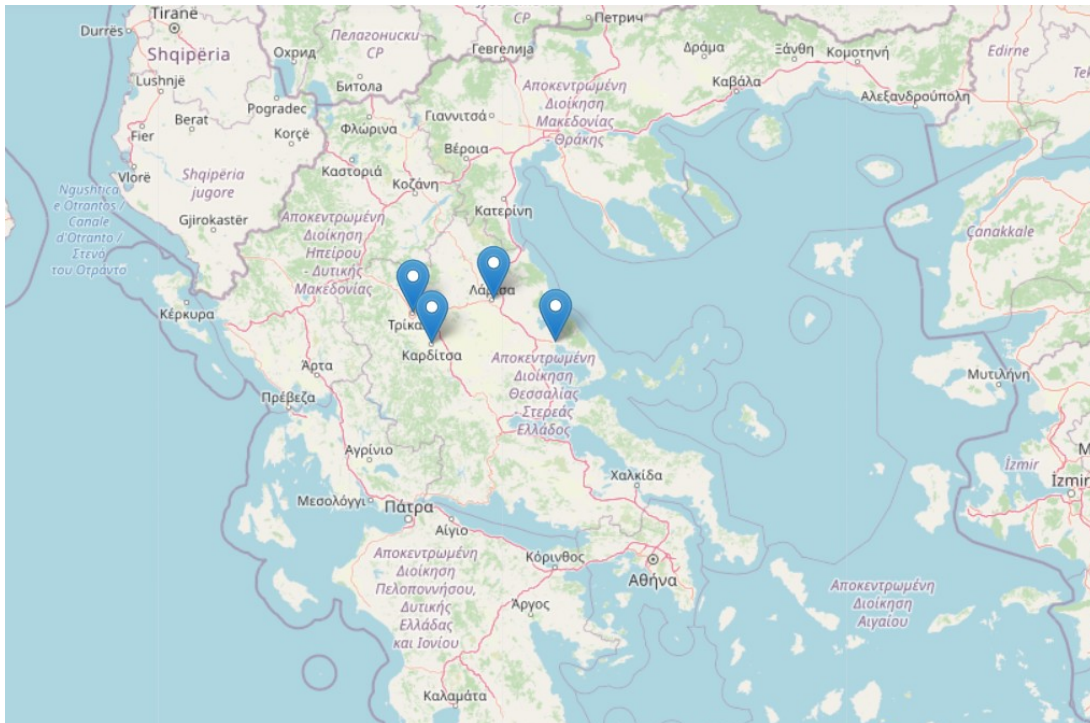 Tiranë
Durrës
Shqipëria
Lushnjë
Fier
Berat
Pogradec
Korçë
Vlorë
Shqipëria
jugore
Gjirokastër
Ngushtica
e Otrantos /
Canale
d'Otranto /
Στενό
του Οτράντο
Охрид
Пелагониски
СР
Битола
Гевгелија
СР
Петрич
Φλώρινα
Γιαννιτσά
Βέροια
Καστοριά
Κοζάνη
Κατερίνη
Αποκεντρωμένη
Διοίκηση
Μακεδονίας
- Θράκης
Δράμα
Ξάνθη
Κομοτηνή
Καβάλα
Αλεξανδρούπολη
Edirne
Çanakkale
Αποκεντρωμένη
Διοίκηση
Ηπείρου
- Δυτικής
Μακεδονίας
Κέρκυρα
Τρίκα
Καρδίτσα
Άρτα
Πρέβεζα
Αποκεντρωμένη
Διοίκηση
Θεσσαλίας
- Στερεάς
Ελλάδος
Μυτιλήνη
İzmir
Αγρίνιο
Μεσολόγγι
Πάτρα
Αίγιο
Χαλκίδα
Κόρινθος
Αθήνα
Άργος
Αποκεντρωμένη
Διοίκηση
Πελοποννήσου,
Δυτικής
Ελλάδας
και Ιονίου
Αποκεντρωμένη
Διοίκηση
Αιγαίου
Καλαμάτα